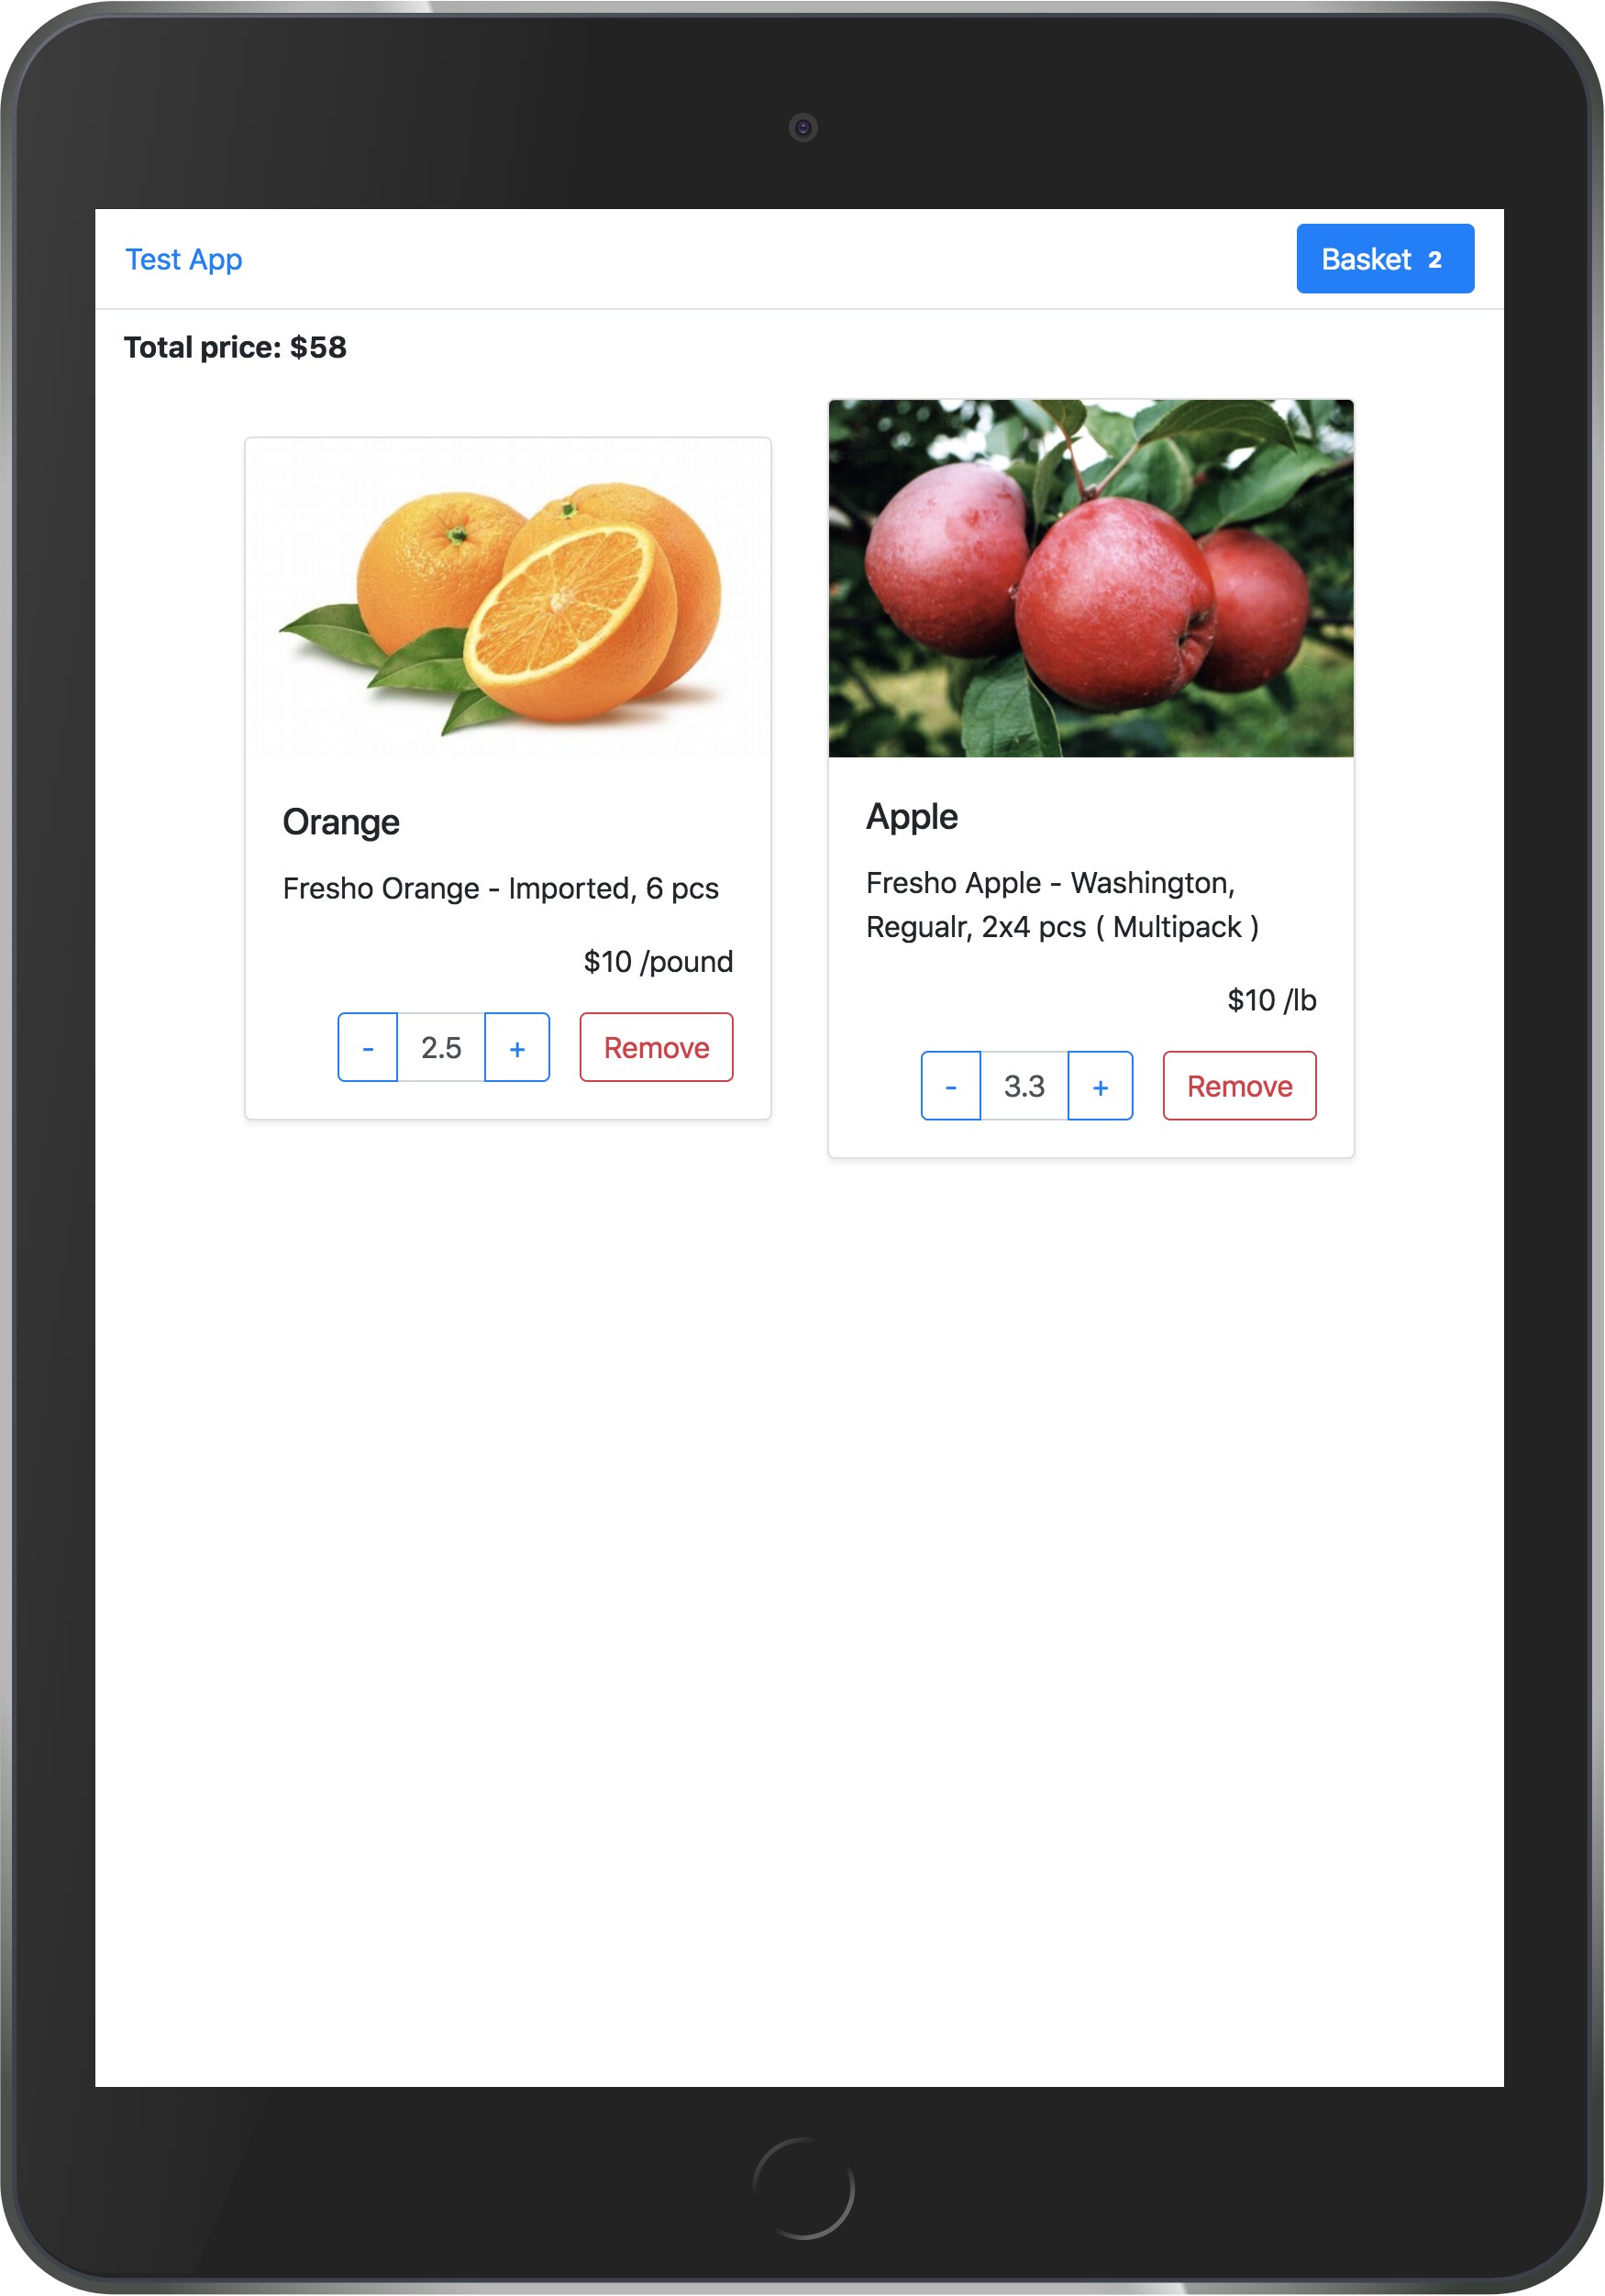 Test App
Basket 2
Total price: $58
Orange
Fresho Orange - Imported, 6 pcs
$10 /pound
- 2.5 + Remove
Apple
Fresho Apple - Washington,
Regualr, 2x4 pcs ( Multipack )
$10 /lb
- 3.3 + Remove